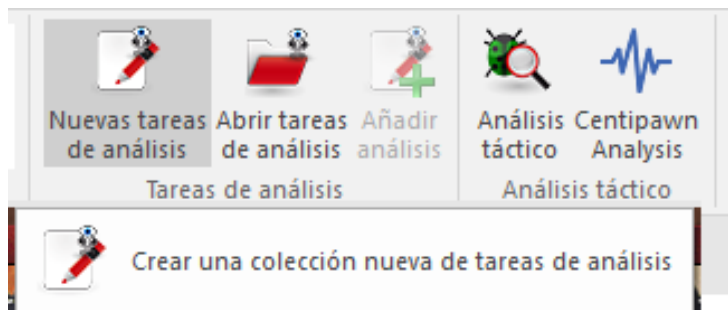 Nuevas tareas Abrir tareas Añadir Análisis Centipawn
de análisis de análisis análisis táctico Analysis
Tareas de análisis Análisis táctico
Crear una colección nueva de tareas de análisis